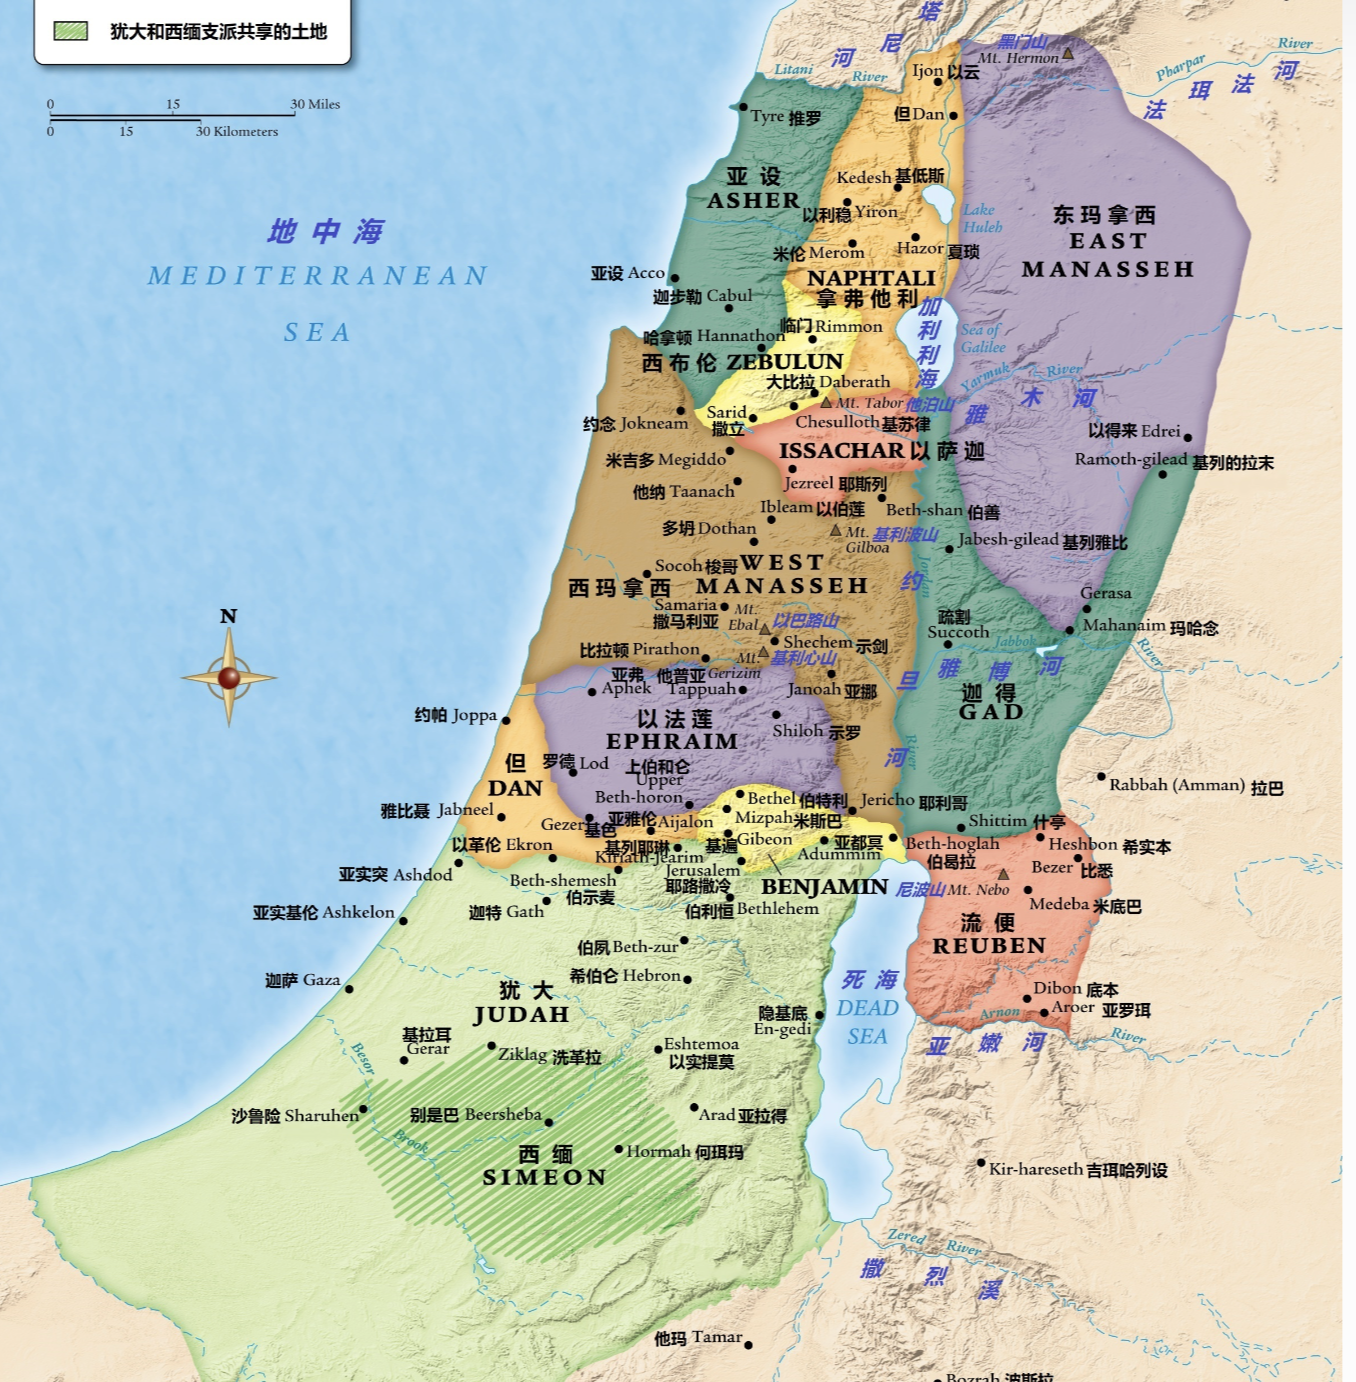 犹大和西缅支派共享的土地
0 15 30 Miles
0 15 30 Kilometers
塔
尼
河
Litani River
黑门山
Mt. Hermon
Ijon 以云
Pharpar River
法 珥 法 河
Tyre 推罗
但 Dan
亚 设
ASHER
Kedesh 基低斯
以利稳 Yiron
Lake Huleh
东玛拿西
EAST
MANASSEH
米伦 Merom
Hazor 夏琐
地 中 海
MEDITERRANEAN
SEA
亚设 Acco
NAPHTALI
拿弗他利
迦步勒 Cabul
临门 Rimmon
加利利海
Sea of Galilee
哈拿顿 Hannathon
西布伦 ZEBULUN
大比拉 Daberath
Yarmuk River
雅 木 河
Mt. Tabor 他泊山
约念 Jokneam
Sarid
撒立
Chesulloth 基苏律
以得来 Edrei
ISSACHAR 以萨迦
米吉多 Megiddo
Ramoth-gilead 基列的拉末
他纳 Taanach
Jezreel 耶斯列
Ibleam 以伯莲
Beth-shan 伯善
多坍 Dothan
Mt. Gilboa 基利波山
Jabesh-gilead 基列雅比
Socoh 梭哥
WEST
MANASSEH
西玛拿西
约 旦 河
Jordan River
Samaria
撒马利亚
Mt. Ebal 以巴路山
Gerasa
疏割
Succoth
Mahanaim 玛哈念
Shechem 示剑
比拉顿 Pirathon
Mt. Gerizim 基利心山
Jabbok River
雅 博 河
亚弗
Aphek
他普亚
Tappuah
Janoah 亚挪
迦 得
GAD
N
约帕 Joppa
以法莲
EPHRAIM
Shiloh 示罗
但
DAN
罗德 Lod
上伯和仑
Upper
Beth-horon
Rabbah (Amman) 拉巴
雅比聂 Jabneel
Bethel 伯特利
Jericho 耶利哥
Gezer
基色
亚雅伦 Aijalon
Mizpah
米斯巴
Shittim 什亭
以革伦 Ekron
基列耶琳
Kiriath-jearim
基遍 Gibeon
亚都冥
Adummim
Beth-hoglah
伯曷拉
Heshbon 希实本
亚实突 Ashdod
Jerusalem
耶路撒冷
Bezer 比悉
Beth-shemesh
伯示麦
BENJAMIN
尼波山 Mt. Nebo
亚实基伦 Ashkelon
迦特 Gath
伯利恒 Bethlehem
Medeba 米底巴
流 便
REUBEN
伯夙 Beth-zur
迦萨 Gaza
希伯仑 Hebron
死 海
DEAD
SEA
犹 大
JUDAH
Dibon 底本
Aroer 亚罗珥
隐基底
En-gedi
Arnon River
亚 嫩 河
基拉耳
Gerar
Besor Brook
Ziklag 洗革拉
Eshtemoa
以实提莫
沙鲁险 Sharuhen
别是巴 Beersheba
Arad 亚拉得
西 缅
SIMEON
Hormah 何珥玛
Kir-hareseth 吉珥哈列设
Zered River
撒 烈 溪
他玛 Tamar
Bozrah 波斯拉